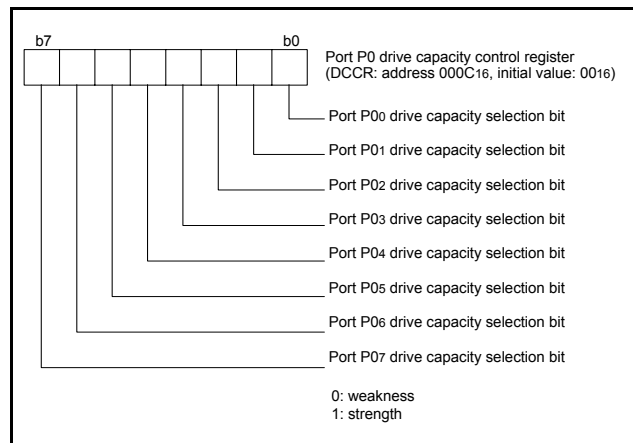 b7 b0
Port P0 drive capacity control register
(DCCR: address 000C16, initial value: 0016)
Port P00 drive capacity selection bit
Port P01 drive capacity selection bit
Port P02 drive capacity selection bit
Port P03 drive capacity selection bit
Port P04 drive capacity selection bit
Port P05 drive capacity selection bit
Port P06 drive capacity selection bit
Port P07 drive capacity selection bit
0: weakness
1: strength